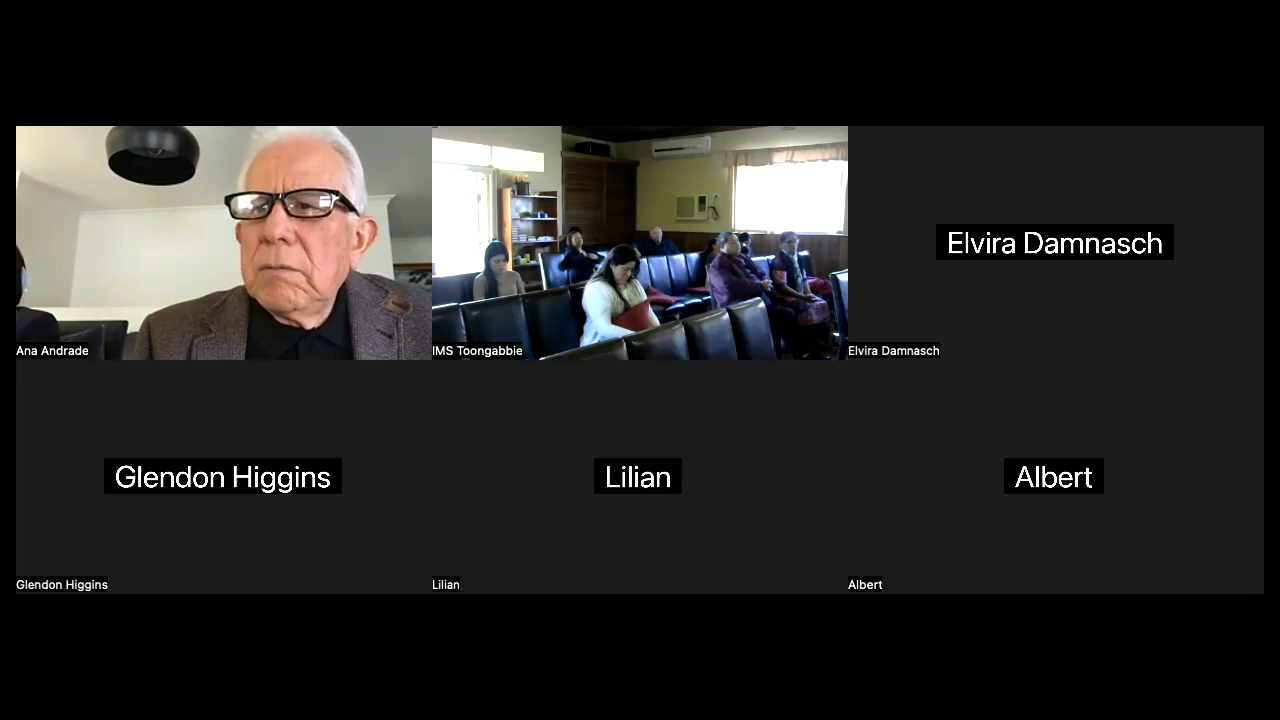 Elvira Damnasch
Ana Andrade
IMS Toongabbie
Elvira Damnasch
Glendon Higgins
Lilian
Albert
Glendon Higgins
Lilian
Albert